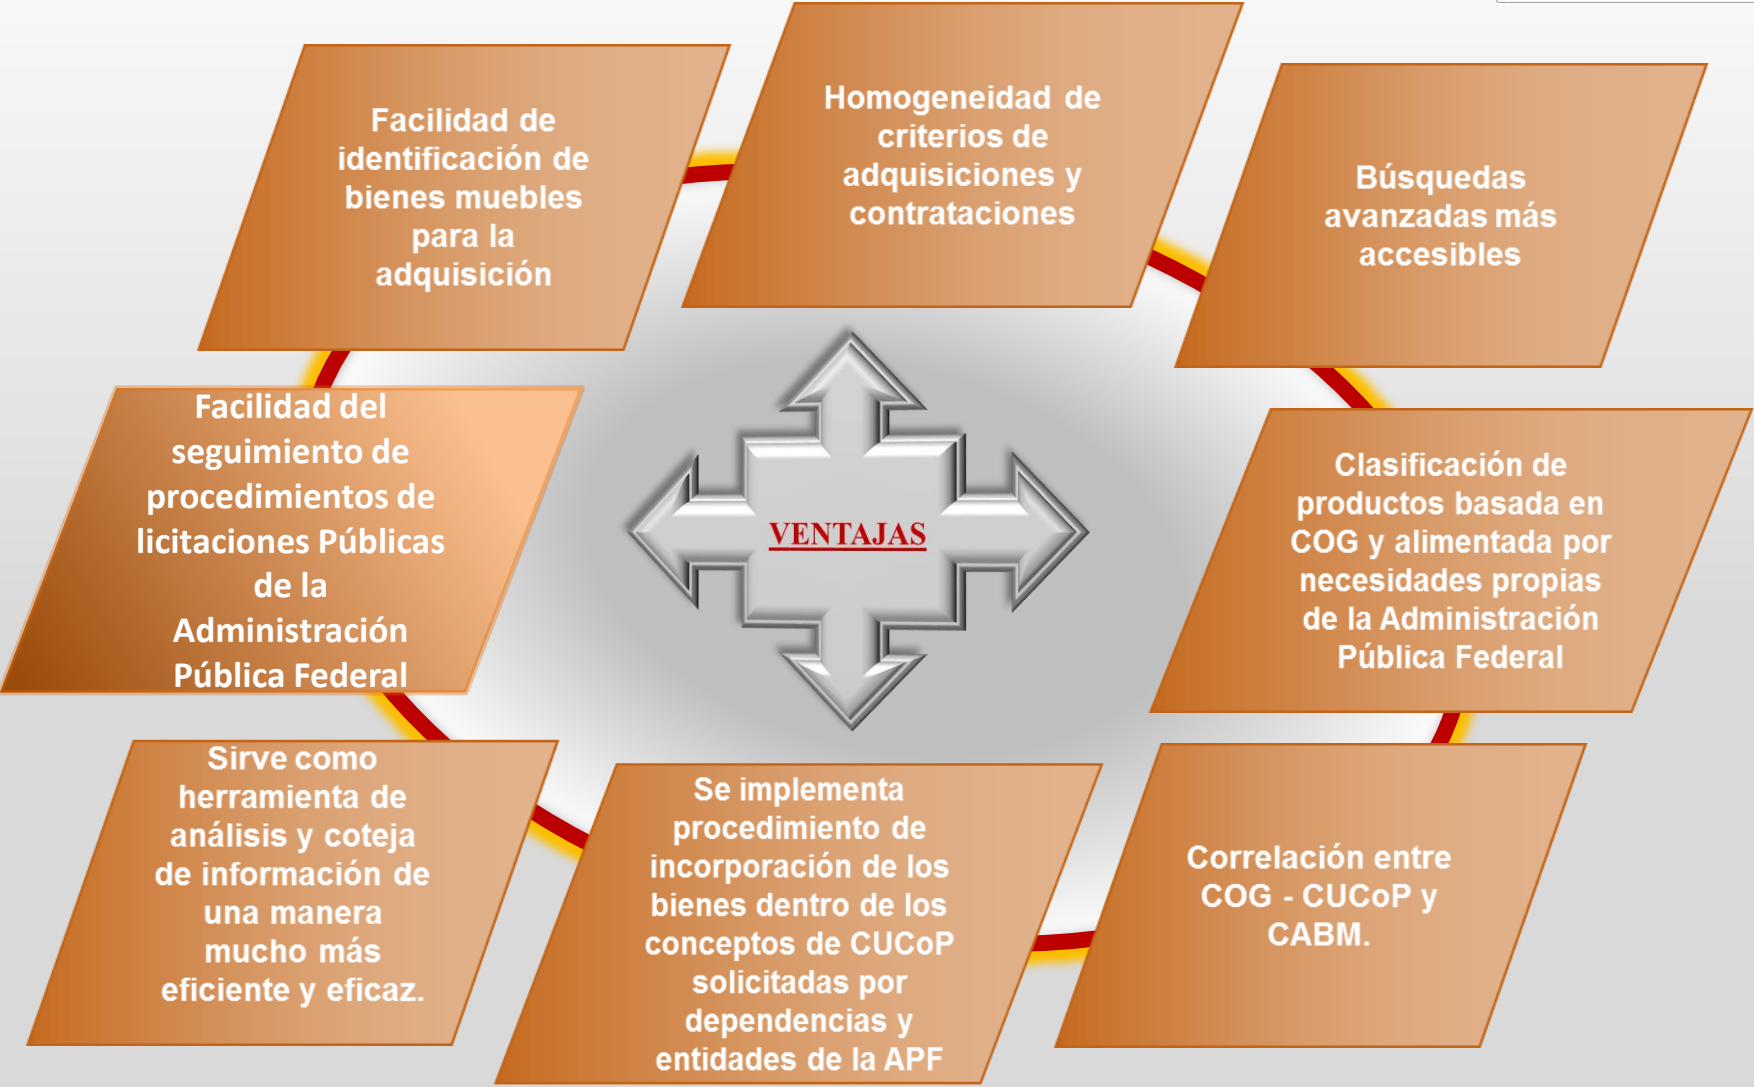 Homogeneidad de
criterios de
adquisiciones y
contrataciones
Búsquedas
avanzadas más
accesibles
Clasificación de
productos basada en
COG y alimentada por
necesidades propias
de la Administración
Pública Federal
Correlación entre
COG - CUCoP y
CABM.
Se implementa
procedimiento de
incorporación de los
bienes dentro de los
conceptos de CUCoP
solicitadas por
dependencias y
entidades de la APF
Sirve como
herramienta de
análisis y coteja
de información de
una manera
mucho más
eficiente y eficaz.
Facilidad del
seguimiento de
procedimientos de
licitaciones Públicas
de la
Administración
Pública Federal
Facilidad de
identificación de
bienes muebles
para la
adquisición
VENTAJAS